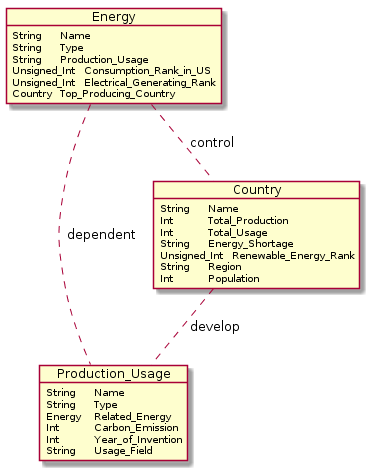 Energy
String Name
String Type
String Production_Usage
Unsigned_Int Consumption_Rank_in_US
Unsigned_Int Electrical_Generating_Rank
Country Top_Producing_Country
control
Country
String Name
Int Total_Production
Int Total_Usage
String Energy_Shortage
Unsigned_Int Renewable_Energy_Rank
String Region
Int Population
dependent
develop
Production_Usage
String Name
String Type
Energy Related_Energy
Int Carbon_Emission
Int Year_of_Invention
String Usage_Field